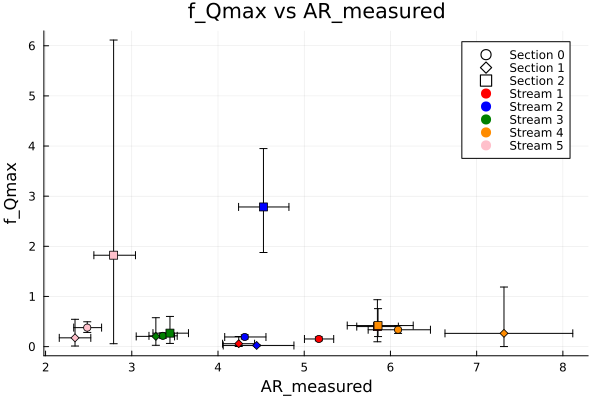 f_Qmax vs AR_measured
Section 0
Section 1
Section 2
Stream 1
Stream 2
Stream 3
Stream 4
Stream 5
6
5
4
3
2
1
0
f_Qmax
2 3 4 5 6 7 8
AR_measured